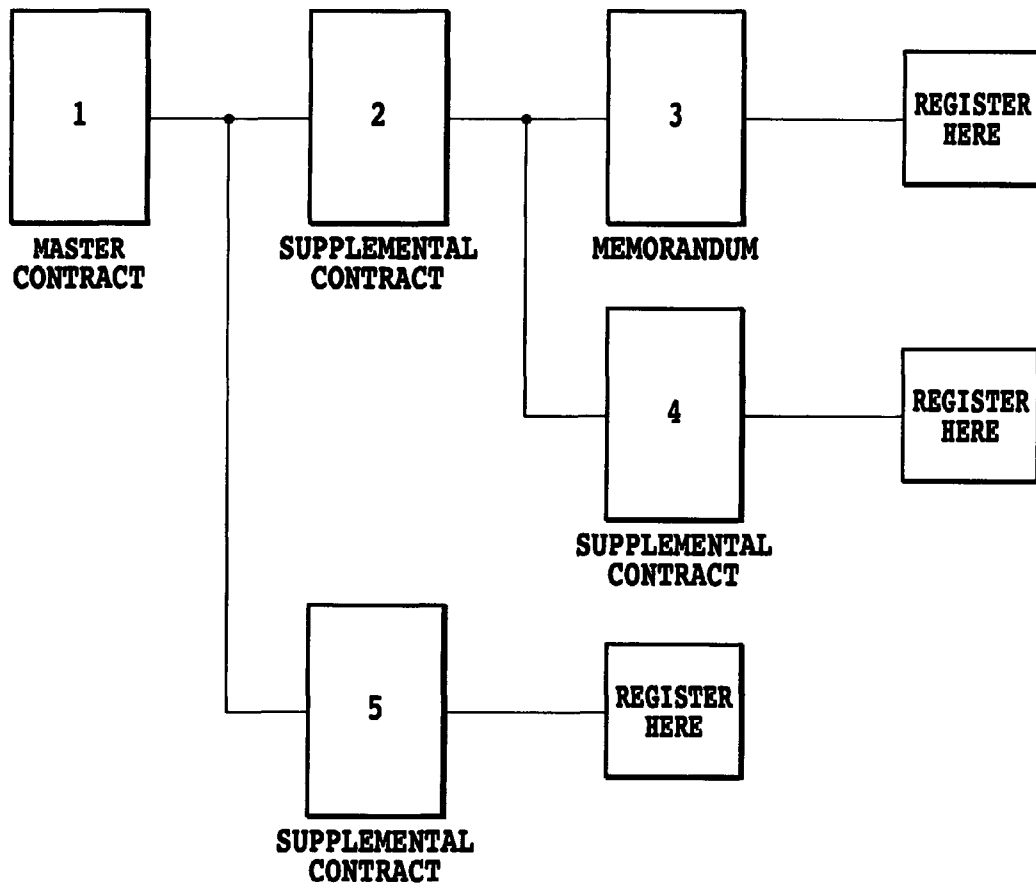 1
MASTER
CONTRACT
2
SUPPLEMENTAL
CONTRACT
3
MEMORANDUM
REGISTER
HERE
4
SUPPLEMENTAL
CONTRACT
REGISTER
HERE
5
SUPPLEMENTAL
CONTRACT
REGISTER
HERE